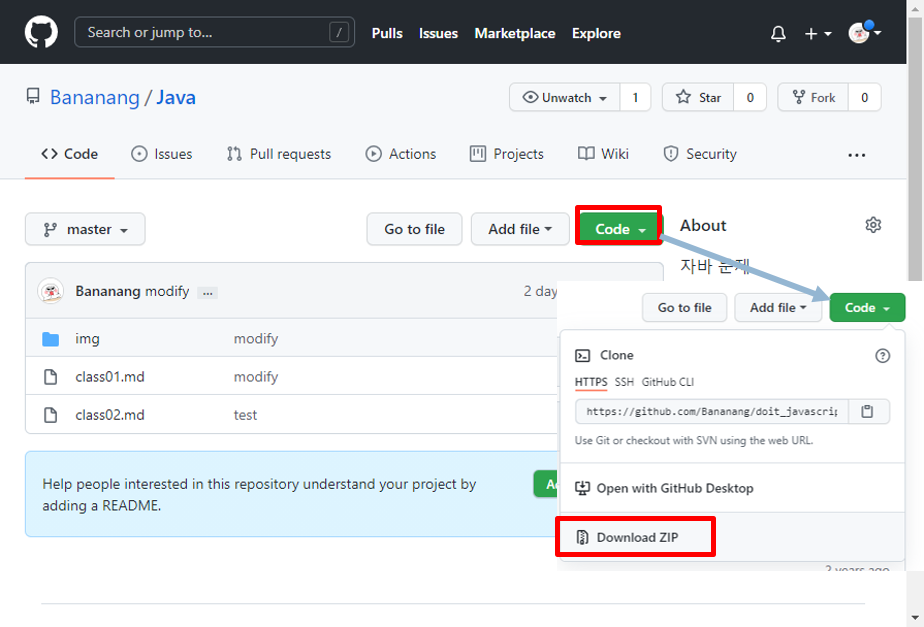 Search or jump to... /
Pulls Issues Marketplace Explore
Bananang / Java
Unwatch 1 Star 0 Fork 0
Code Issues Pull requests Actions Projects Wiki Security ...
master Go to file Add file Code About
자바 문제
Bananang modify ... 2 day
img modify
class01.md modify
class02.md test
Help people interested in this repository understand your project by
adding a README.
Go to file Add file Code
Clone
HTTPS SSH GitHub CLI
https://github.com/Bananang/doit_javascrip
Use Git or checkout with SVN using the web URL.
Open with GitHub Desktop
Download ZIP
2 years ago